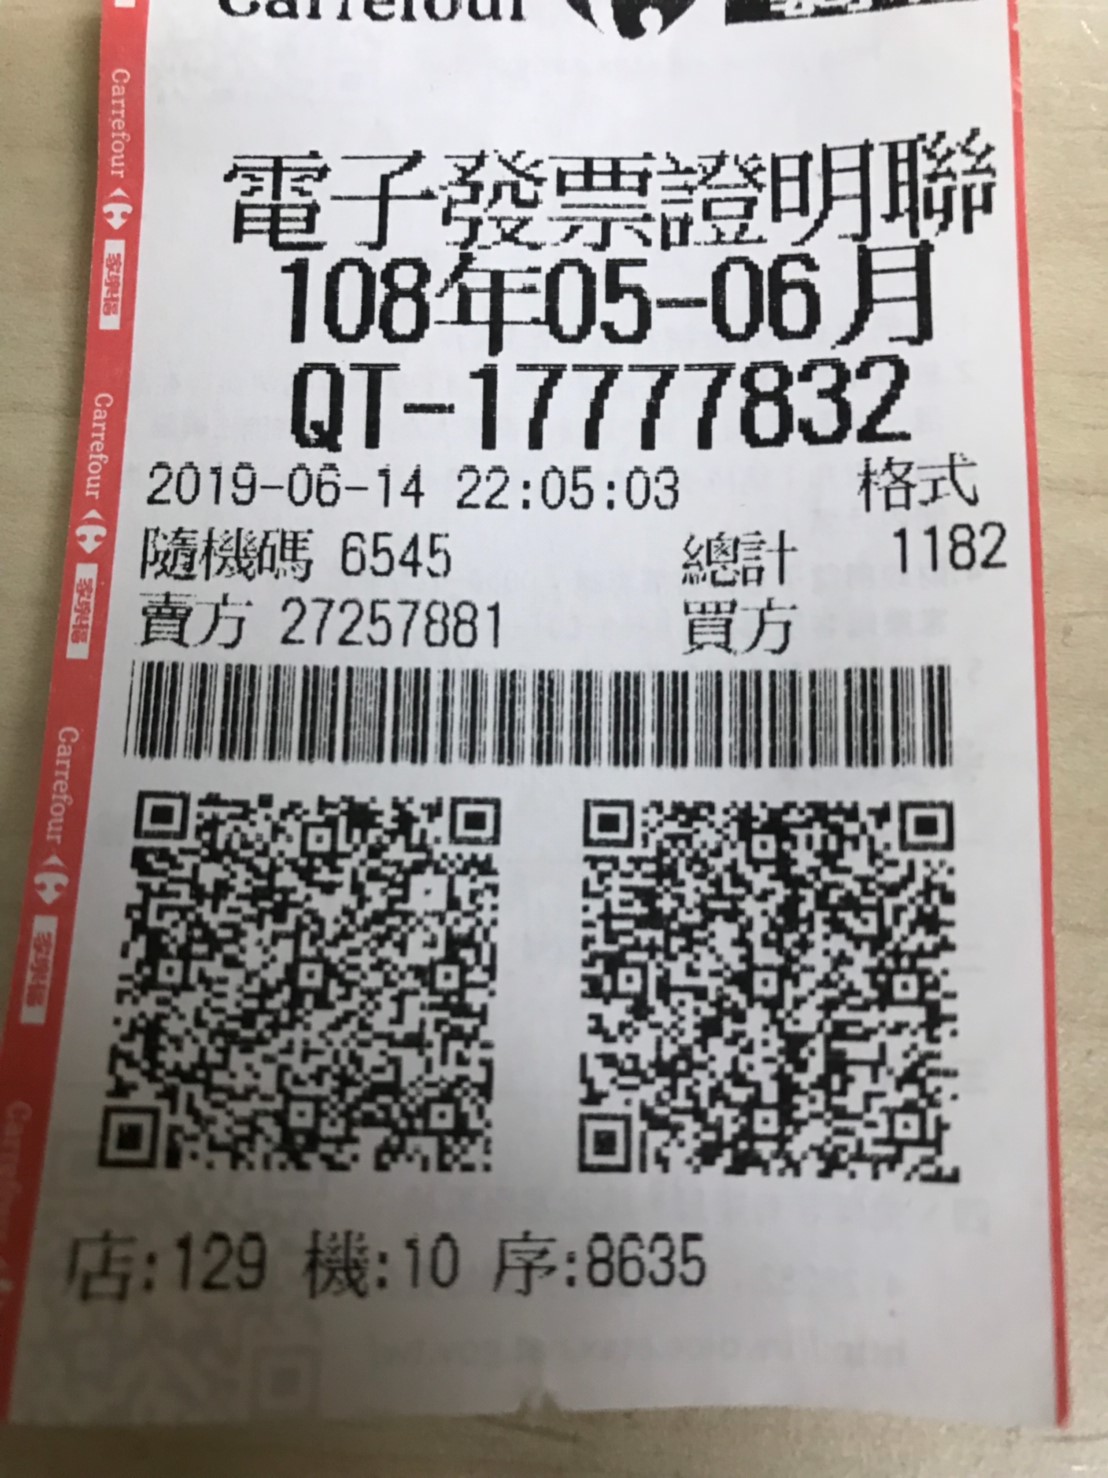 Carrefour
電子發票證明聯
108年05-06月
QT-17777832
2019-06-14 22:05:03 格式
隨機碼 6545 總計 1182
賣方 27257881 買方
店:129 機:10 序:8635
Carrefour 家樂福
Carrefour 家樂福
Carrefour 家樂福
Carrefour